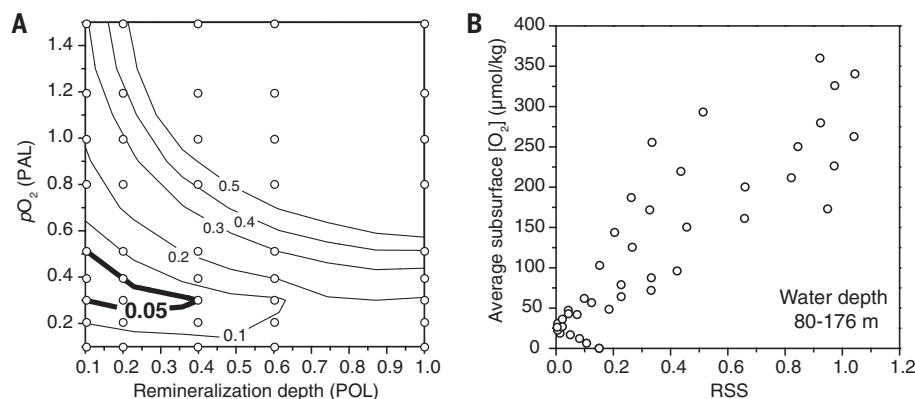 A
pO₂ (PAL)
1.4
1.2
1.0
0.8
0.6
0.4
0.2
0.5
0.4
0.3
0.2
0.05
0.1
0.1 0.2 0.3 0.4 0.5 0.6 0.7 0.8 0.9 1.0
Remineralization depth (POL)
B
Average subsurface [O₂] (µmol/kg)
400
350
300
250
200
150
100
50
0
Water depth
80-176 m
0.0 0.2 0.4 0.6 0.8 1.0 1.2
RSS